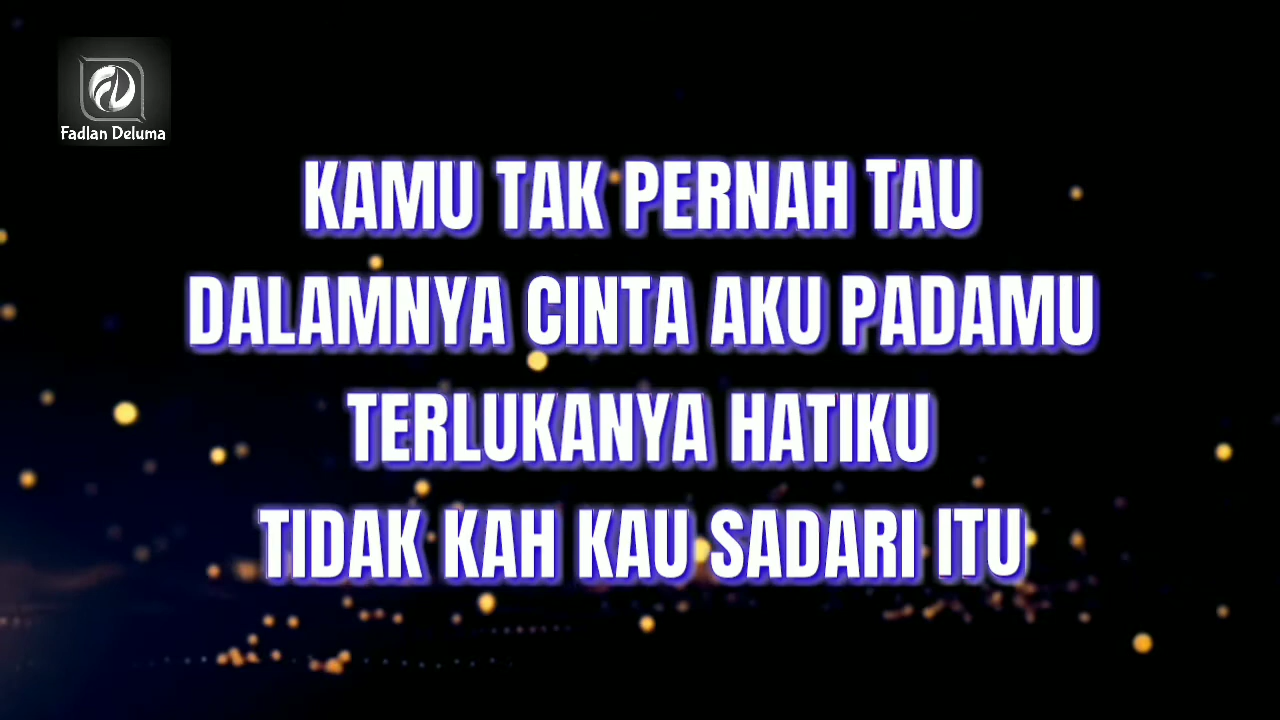 Fadlan Deluma
KAMU TAK PERNAH TAU
DALAMNYA CINTA AKU PADAMU
TERLUKANYA HATIKU
TIDAK KAH KAU SADARI ITU